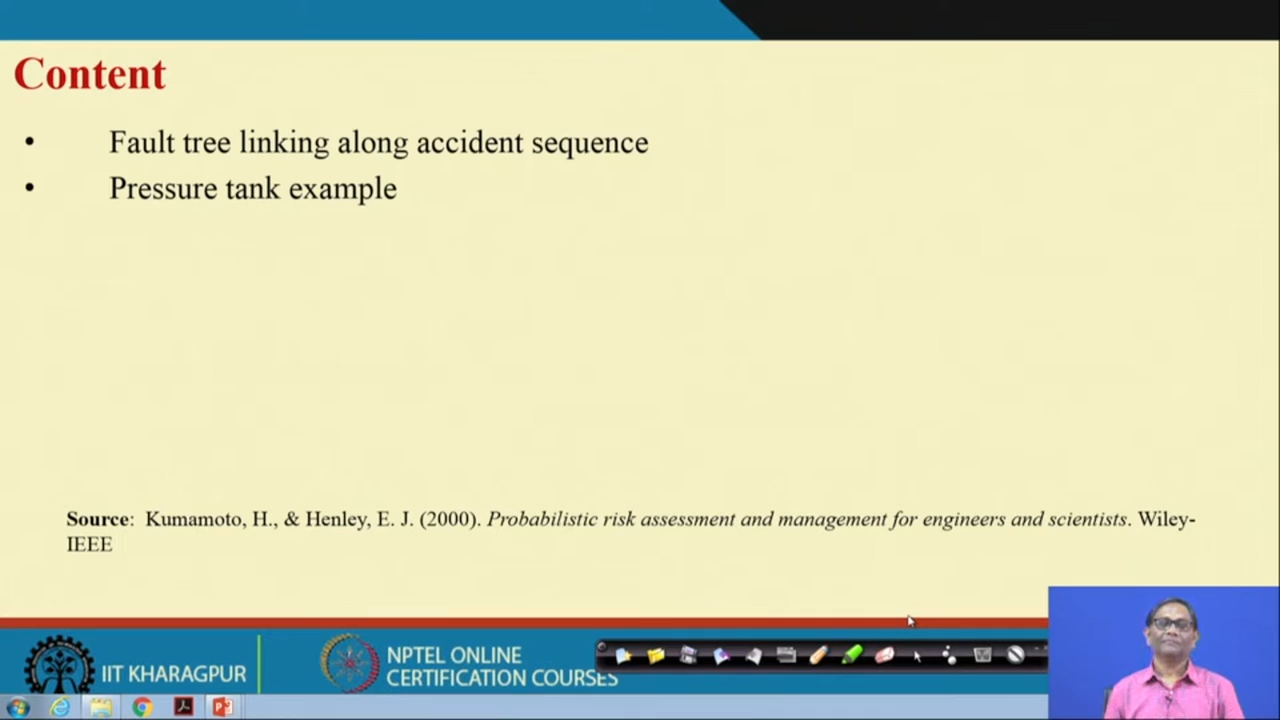 Content
• Fault tree linking along accident sequence
• Pressure tank example
Source: Kumamoto, H., & Henley, E. J. (2000). Probabilistic risk assessment and management for engineers and scientists. Wiley-
IEEE
IIT KHARAGPUR
NPTEL ONLINE
CERTIFICATION COURSES